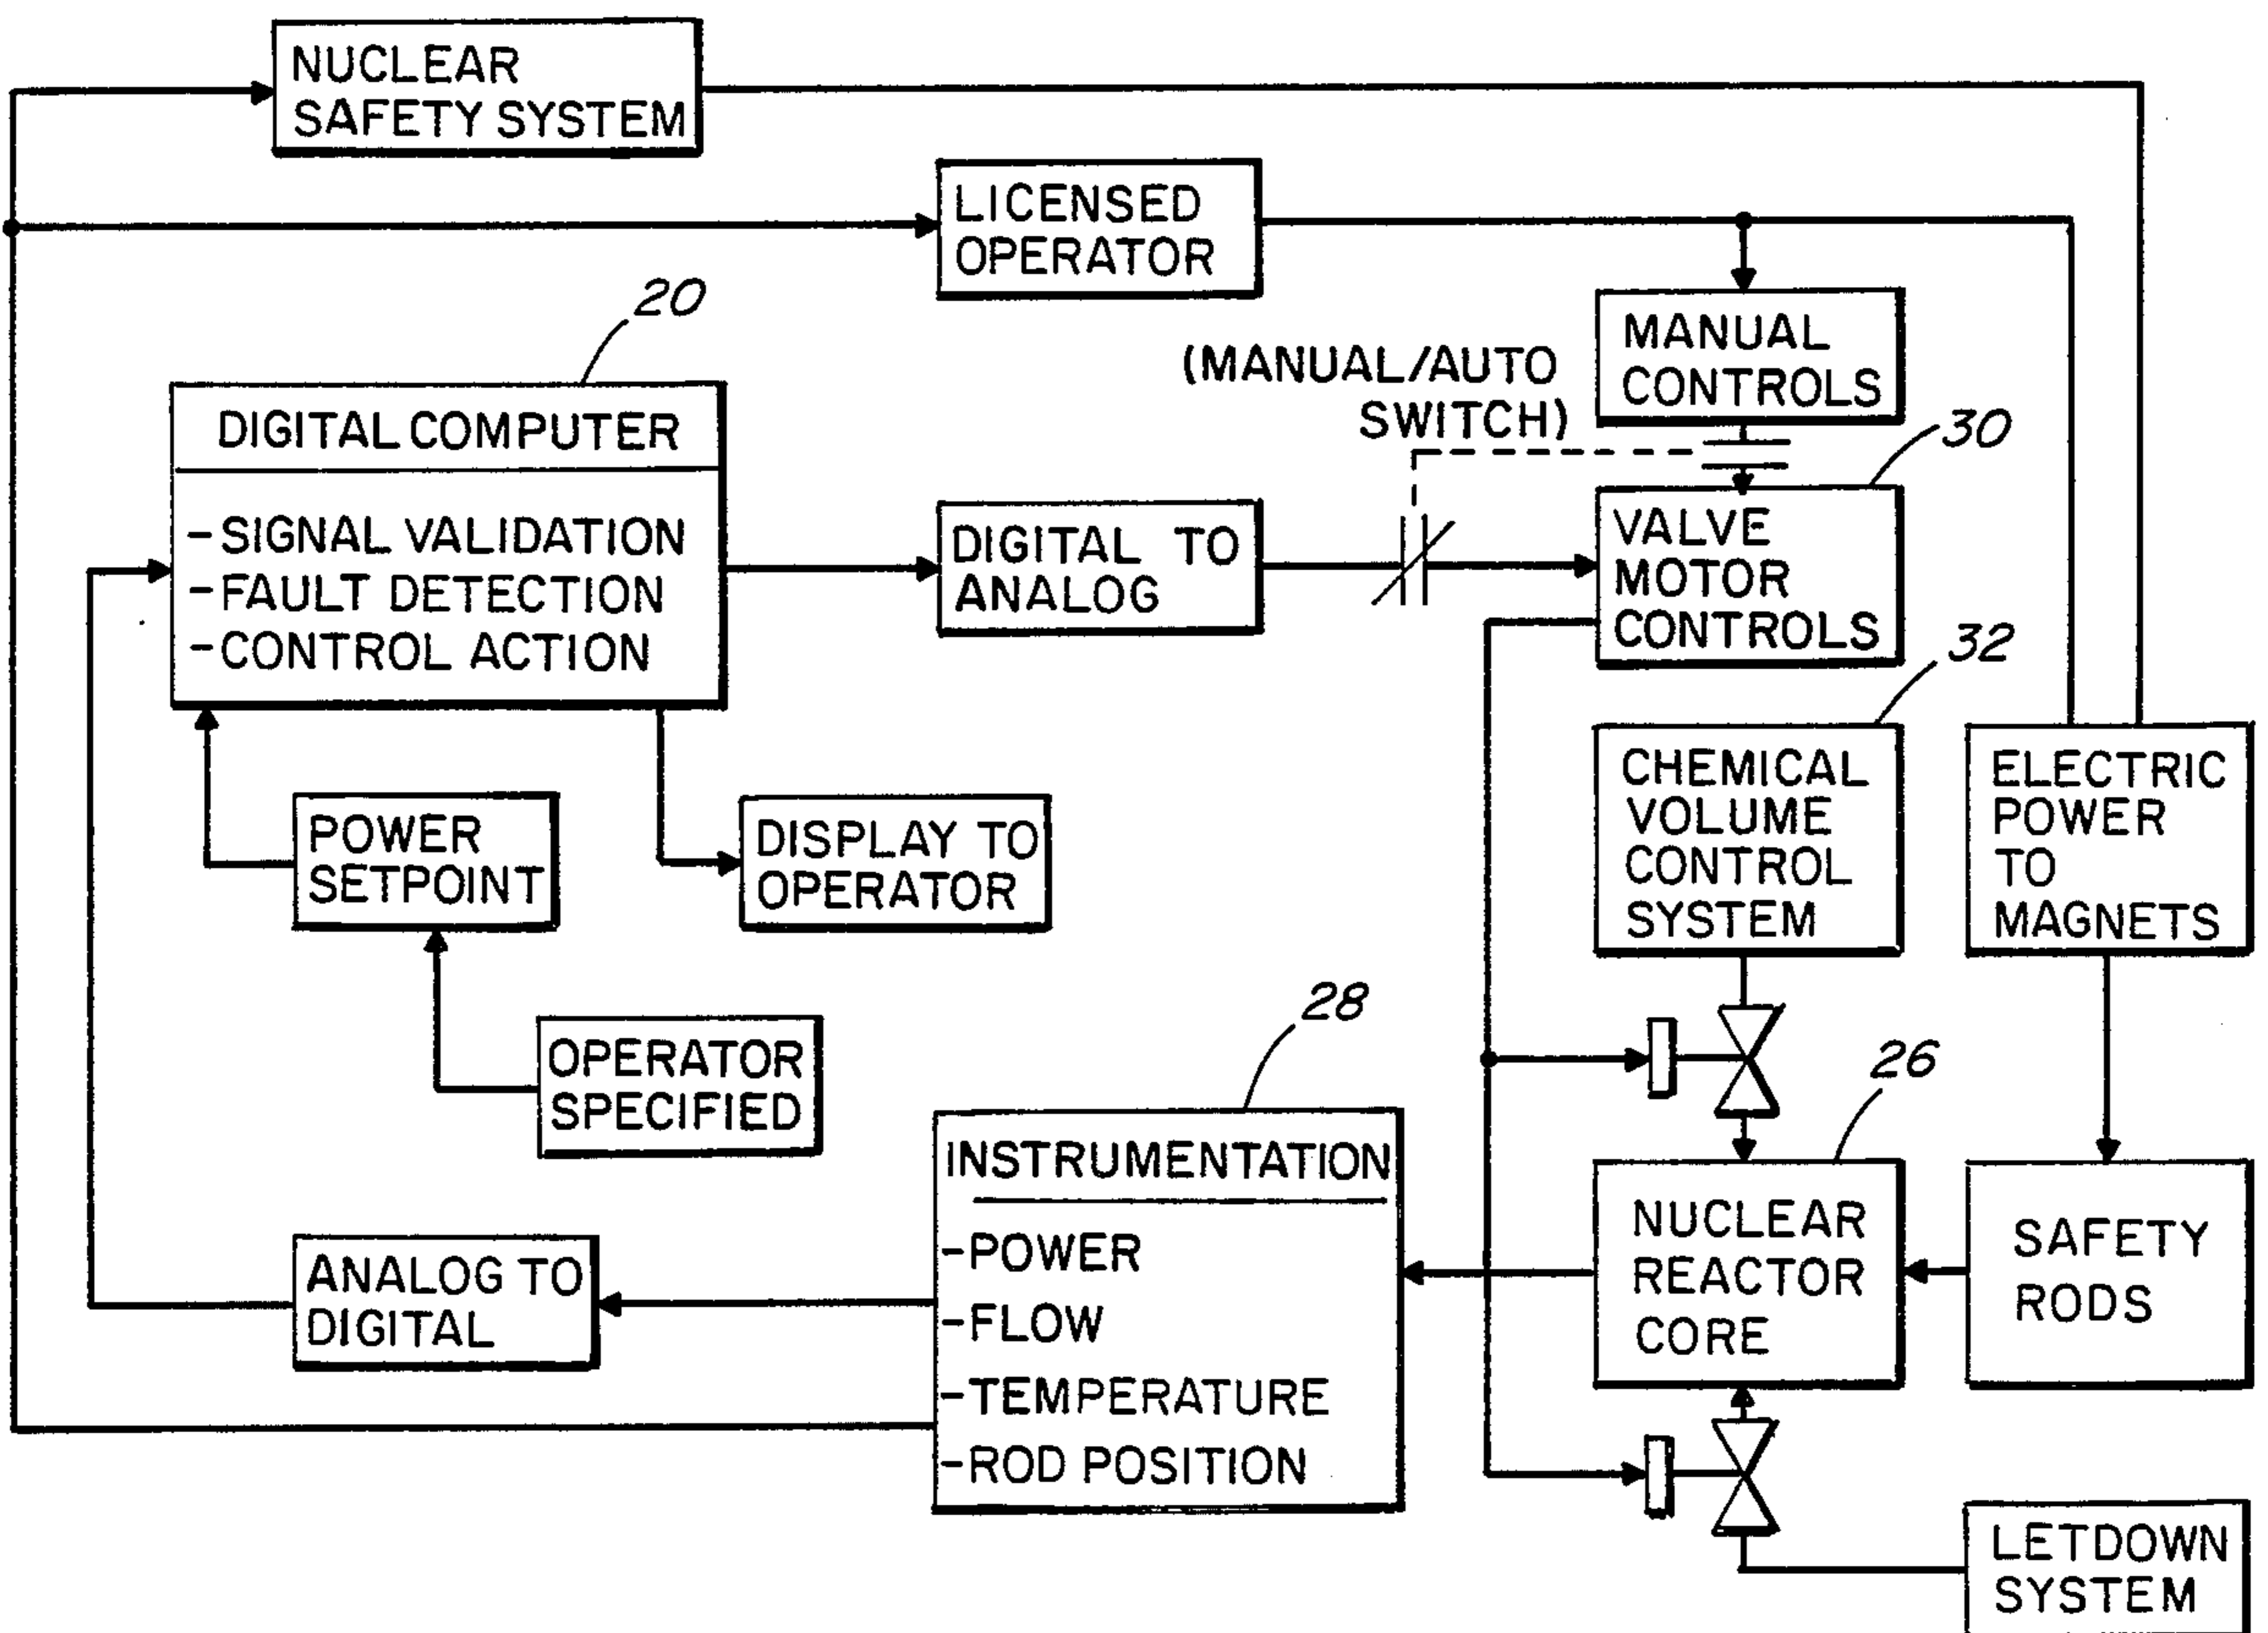 NUCLEAR
SAFETY SYSTEM
LICENSED
OPERATOR
20
DIGITAL COMPUTER
-SIGNAL VALIDATION
-FAULT DETECTION
-CONTROL ACTION
(MANUAL/AUTO
SWITCH)
MANUAL
CONTROLS
30
DIGITAL TO
ANALOG
VALVE
MOTOR
CONTROLS
32
POWER
SETPOINT
DISPLAY TO
OPERATOR
CHEMICAL
VOLUME
CONTROL
SYSTEM
ELECTRIC
POWER
TO
MAGNETS
OPERATOR
SPECIFIED
28
26
INSTRUMENTATION
-POWER
-FLOW
-TEMPERATURE
-ROD POSITION
ANALOG TO
DIGITAL
NUCLEAR
REACTOR
CORE
SAFETY
RODS
LETDOWN
SYSTEM